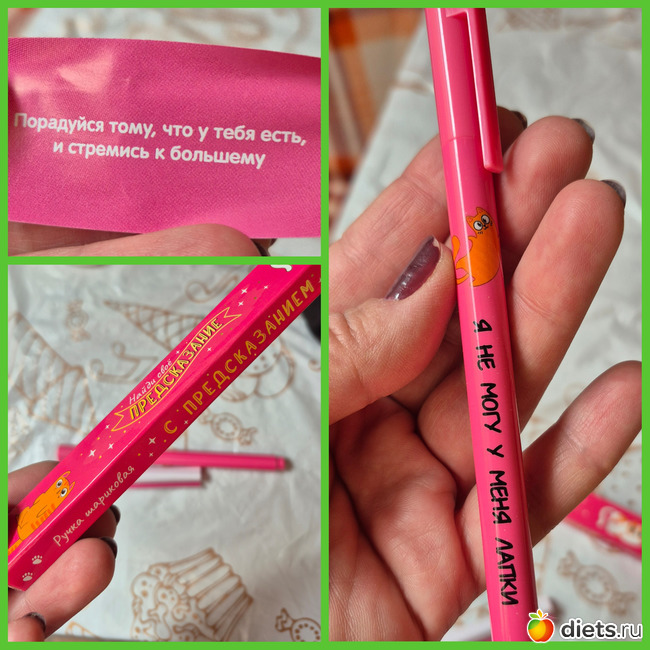 Порадуйся тому, что у тебя есть,
и стремись к большему
Найди своё
ПРЕДСКАЗАНИЕ
С ПРЕДСКАЗАНИЕМ
Ручка шариковая
Я НЕ МОГУ У МЕНЯ ЛАПКИ
diets.ru